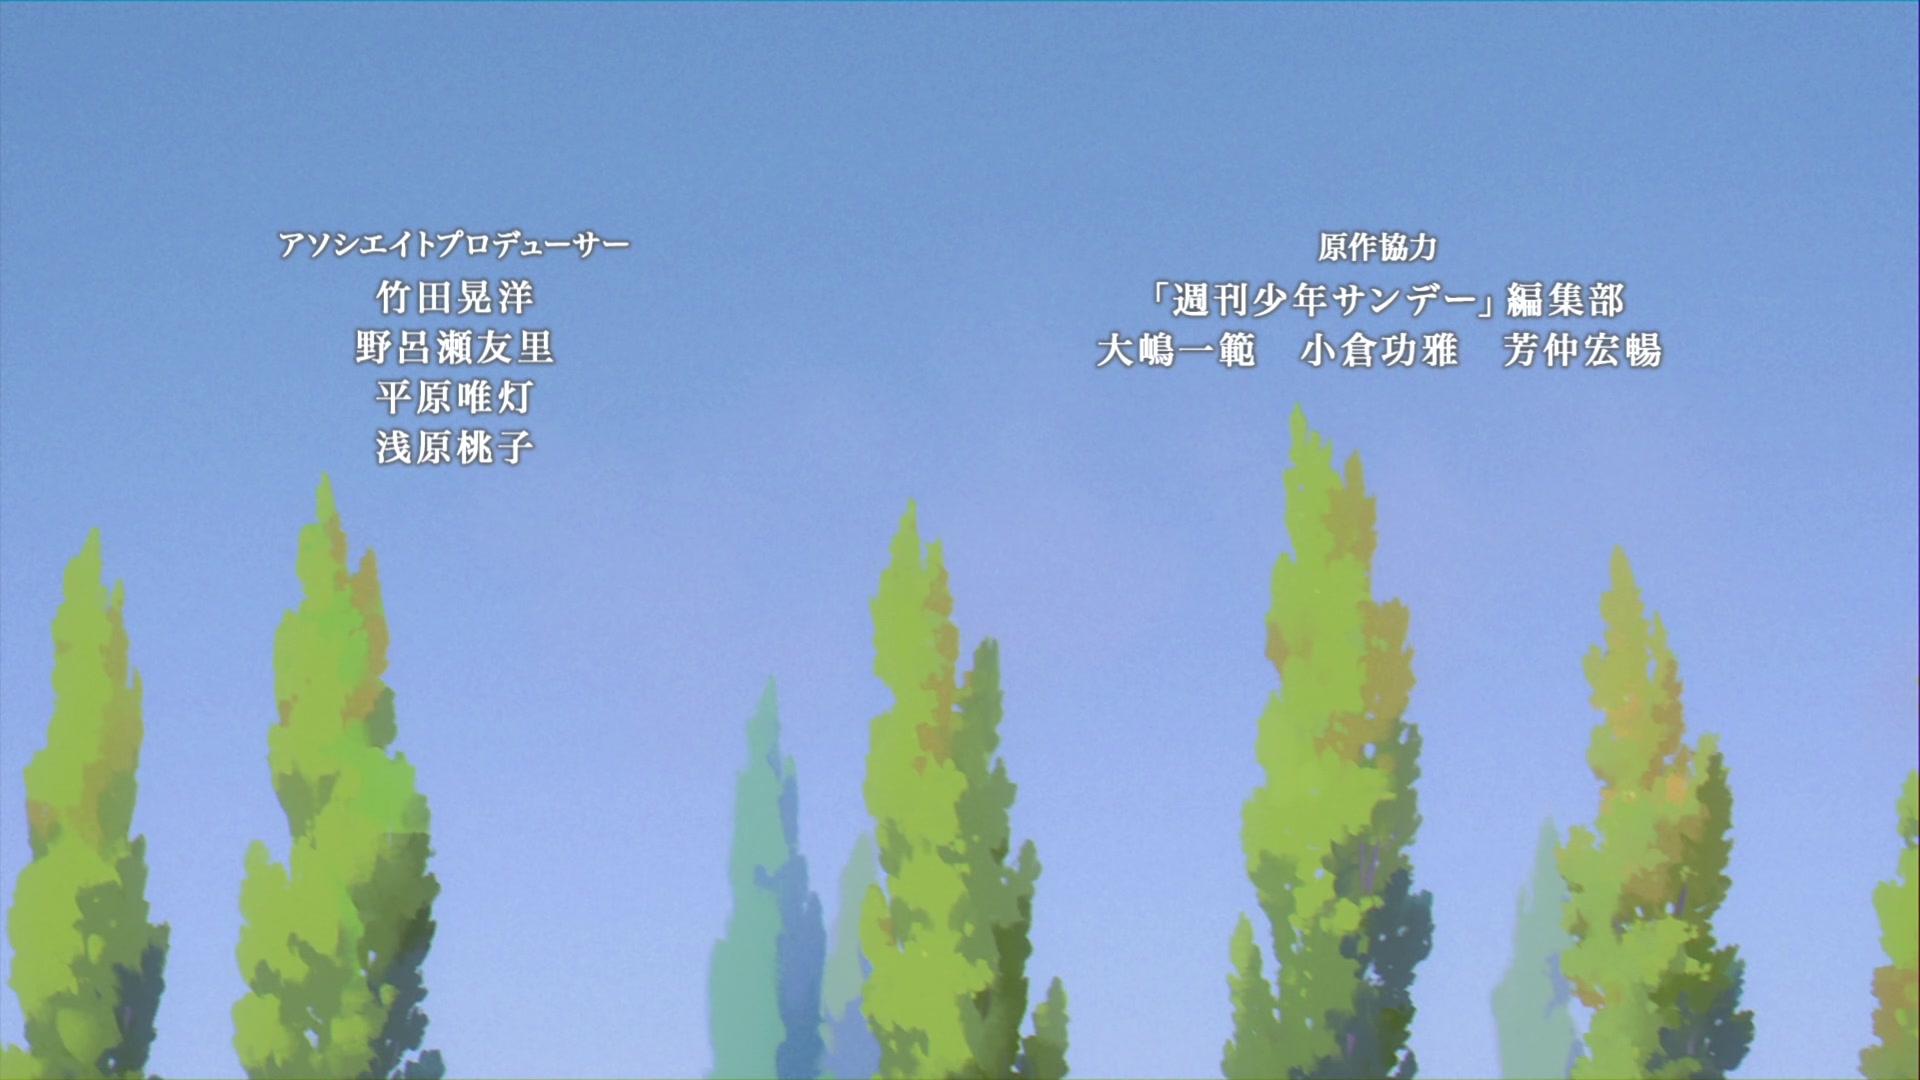 アソシエイトプロデューサー
竹田晃洋
野呂瀬友里
平原唯灯
浅原桃子
原作協力
「週刊少年サンデー」編集部
大嶋一範　小倉功雅　芳仲宏暢